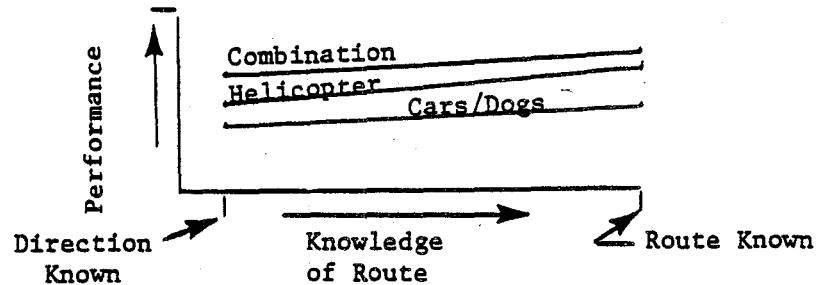 Performance
Combination
Helicopter
Cars/Dogs
Direction
Known
Knowledge
of Route
Route Known